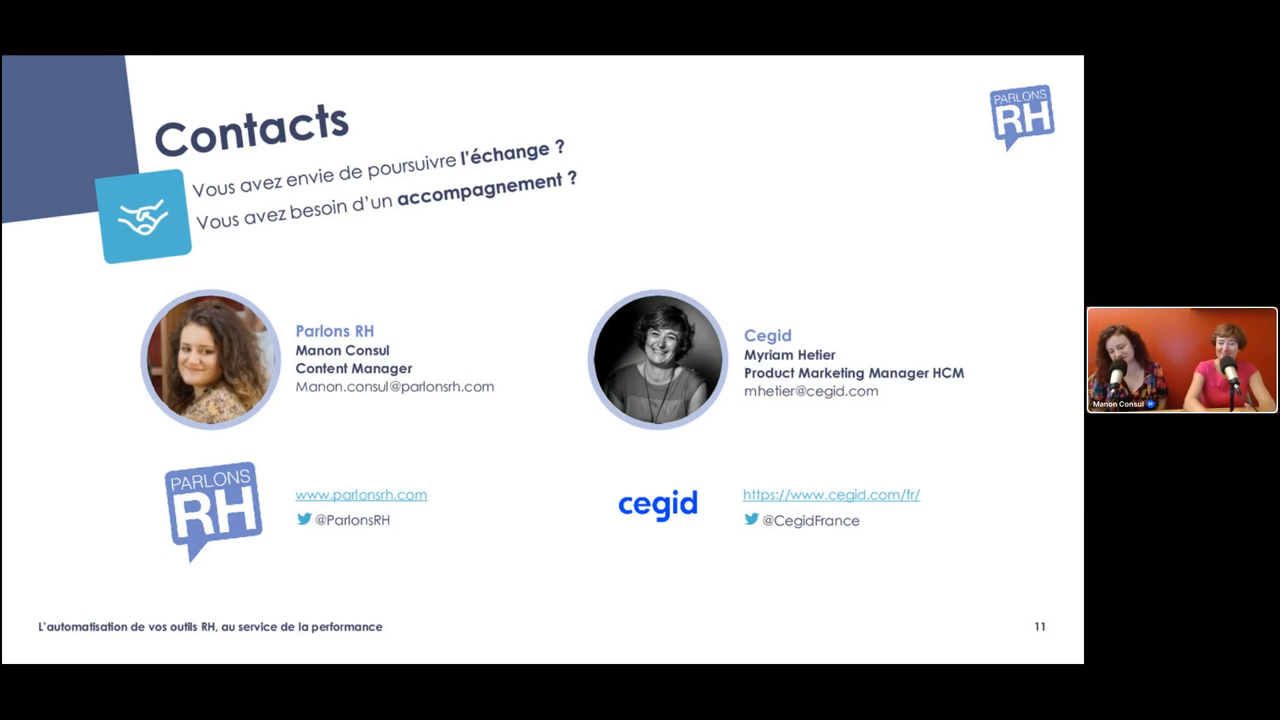 PARLONS
RH
Contacts
Vous avez envie de poursuivre l'échange ?
Vous avez besoin d'un accompagnement ?
Parlons RH
Manon Consul
Content Manager
Manon.consul@parlonsrh.com
Cegid
Myriam Hetier
Product Marketing Manager HCM
mhetier@cegid.com
PARLONS
RH
www.parlonsrh.com
@ParlonsRH
cegid
https://www.cegid.com/fr/
@CegidFrance
Manon Consul
L'automatisation de vos outils RH, au service de la performance
11